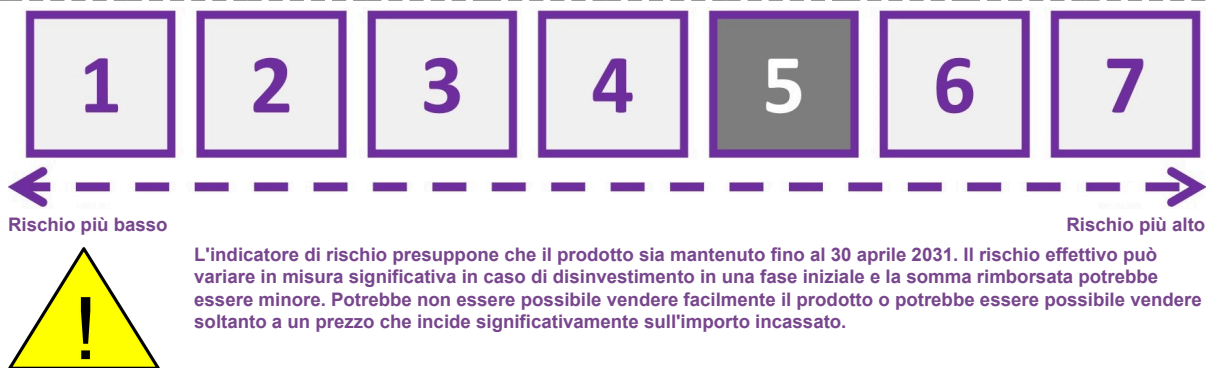 1 2 3 4 5 6 7
Rischio più basso Rischio più alto
L'indicatore di rischio presuppone che il prodotto sia mantenuto fino al 30 aprile 2031. Il rischio effettivo può
variare in misura significativa in caso di disinvestimento in una fase iniziale e la somma rimborsata potrebbe
essere minore. Potrebbe non essere possibile vendere facilmente il prodotto o potrebbe essere possibile vendere
soltanto a un prezzo che incide significativamente sull'importo incassato.
!